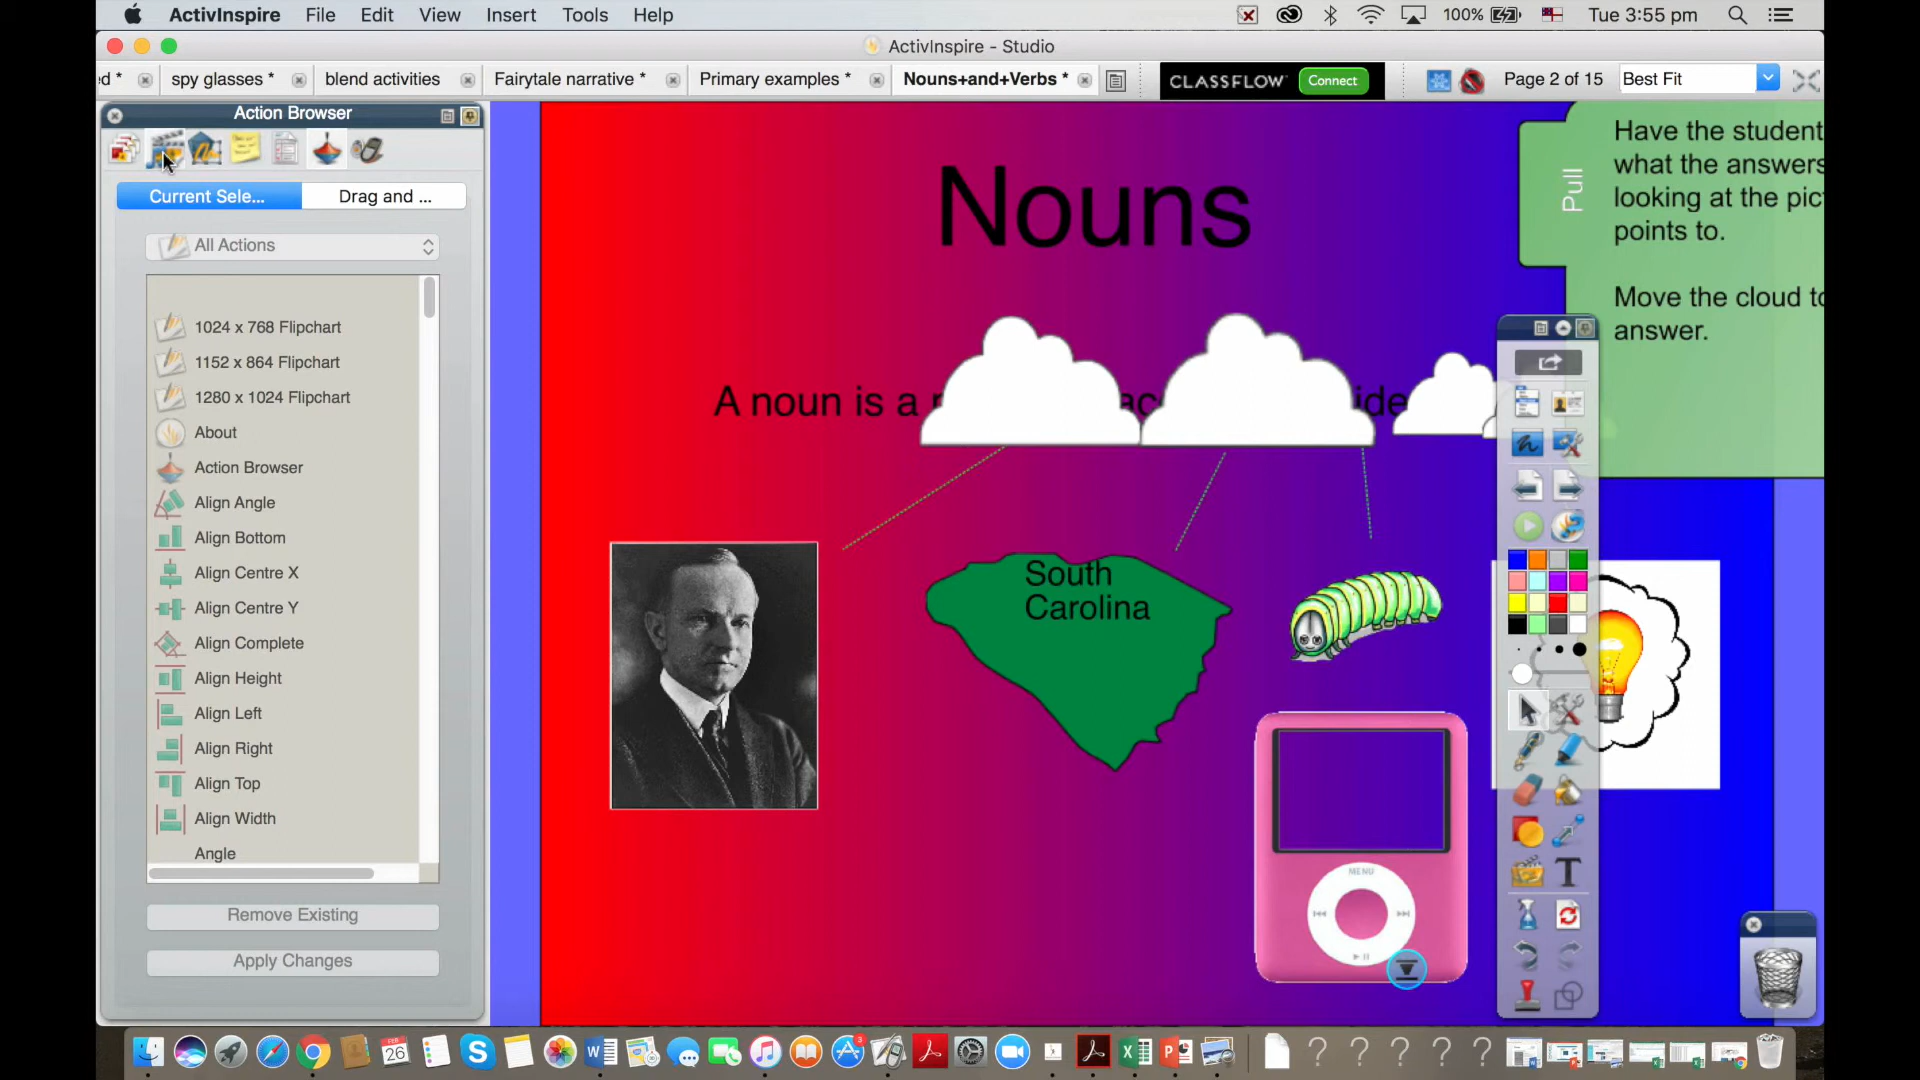 ActivInspire File Edit View Insert Tools Help 100% Tue 3:55 pm
ActivInspire - Studio
ed * spy glasses * blend activities Fairytale narrative * Primary examples * Nouns+and+Verbs * CLASSFLOW Connect Page 2 of 15 Best Fit
Action Browser
Current Sele... Drag and ...
All Actions
1024 x 768 Flipchart
1152 x 864 Flipchart
1280 x 1024 Flipchart
About
Action Browser
Align Angle
Align Bottom
Align Centre X
Align Centre Y
Align Complete
Align Height
Align Left
Align Right
Align Top
Align Width
Angle
Remove Existing
Apply Changes
Nouns
A noun is a
South
Carolina
MENU
Pull
Have the student
what the answers
looking at the pic
points to.
Move the cloud to
answer.
FEB
26